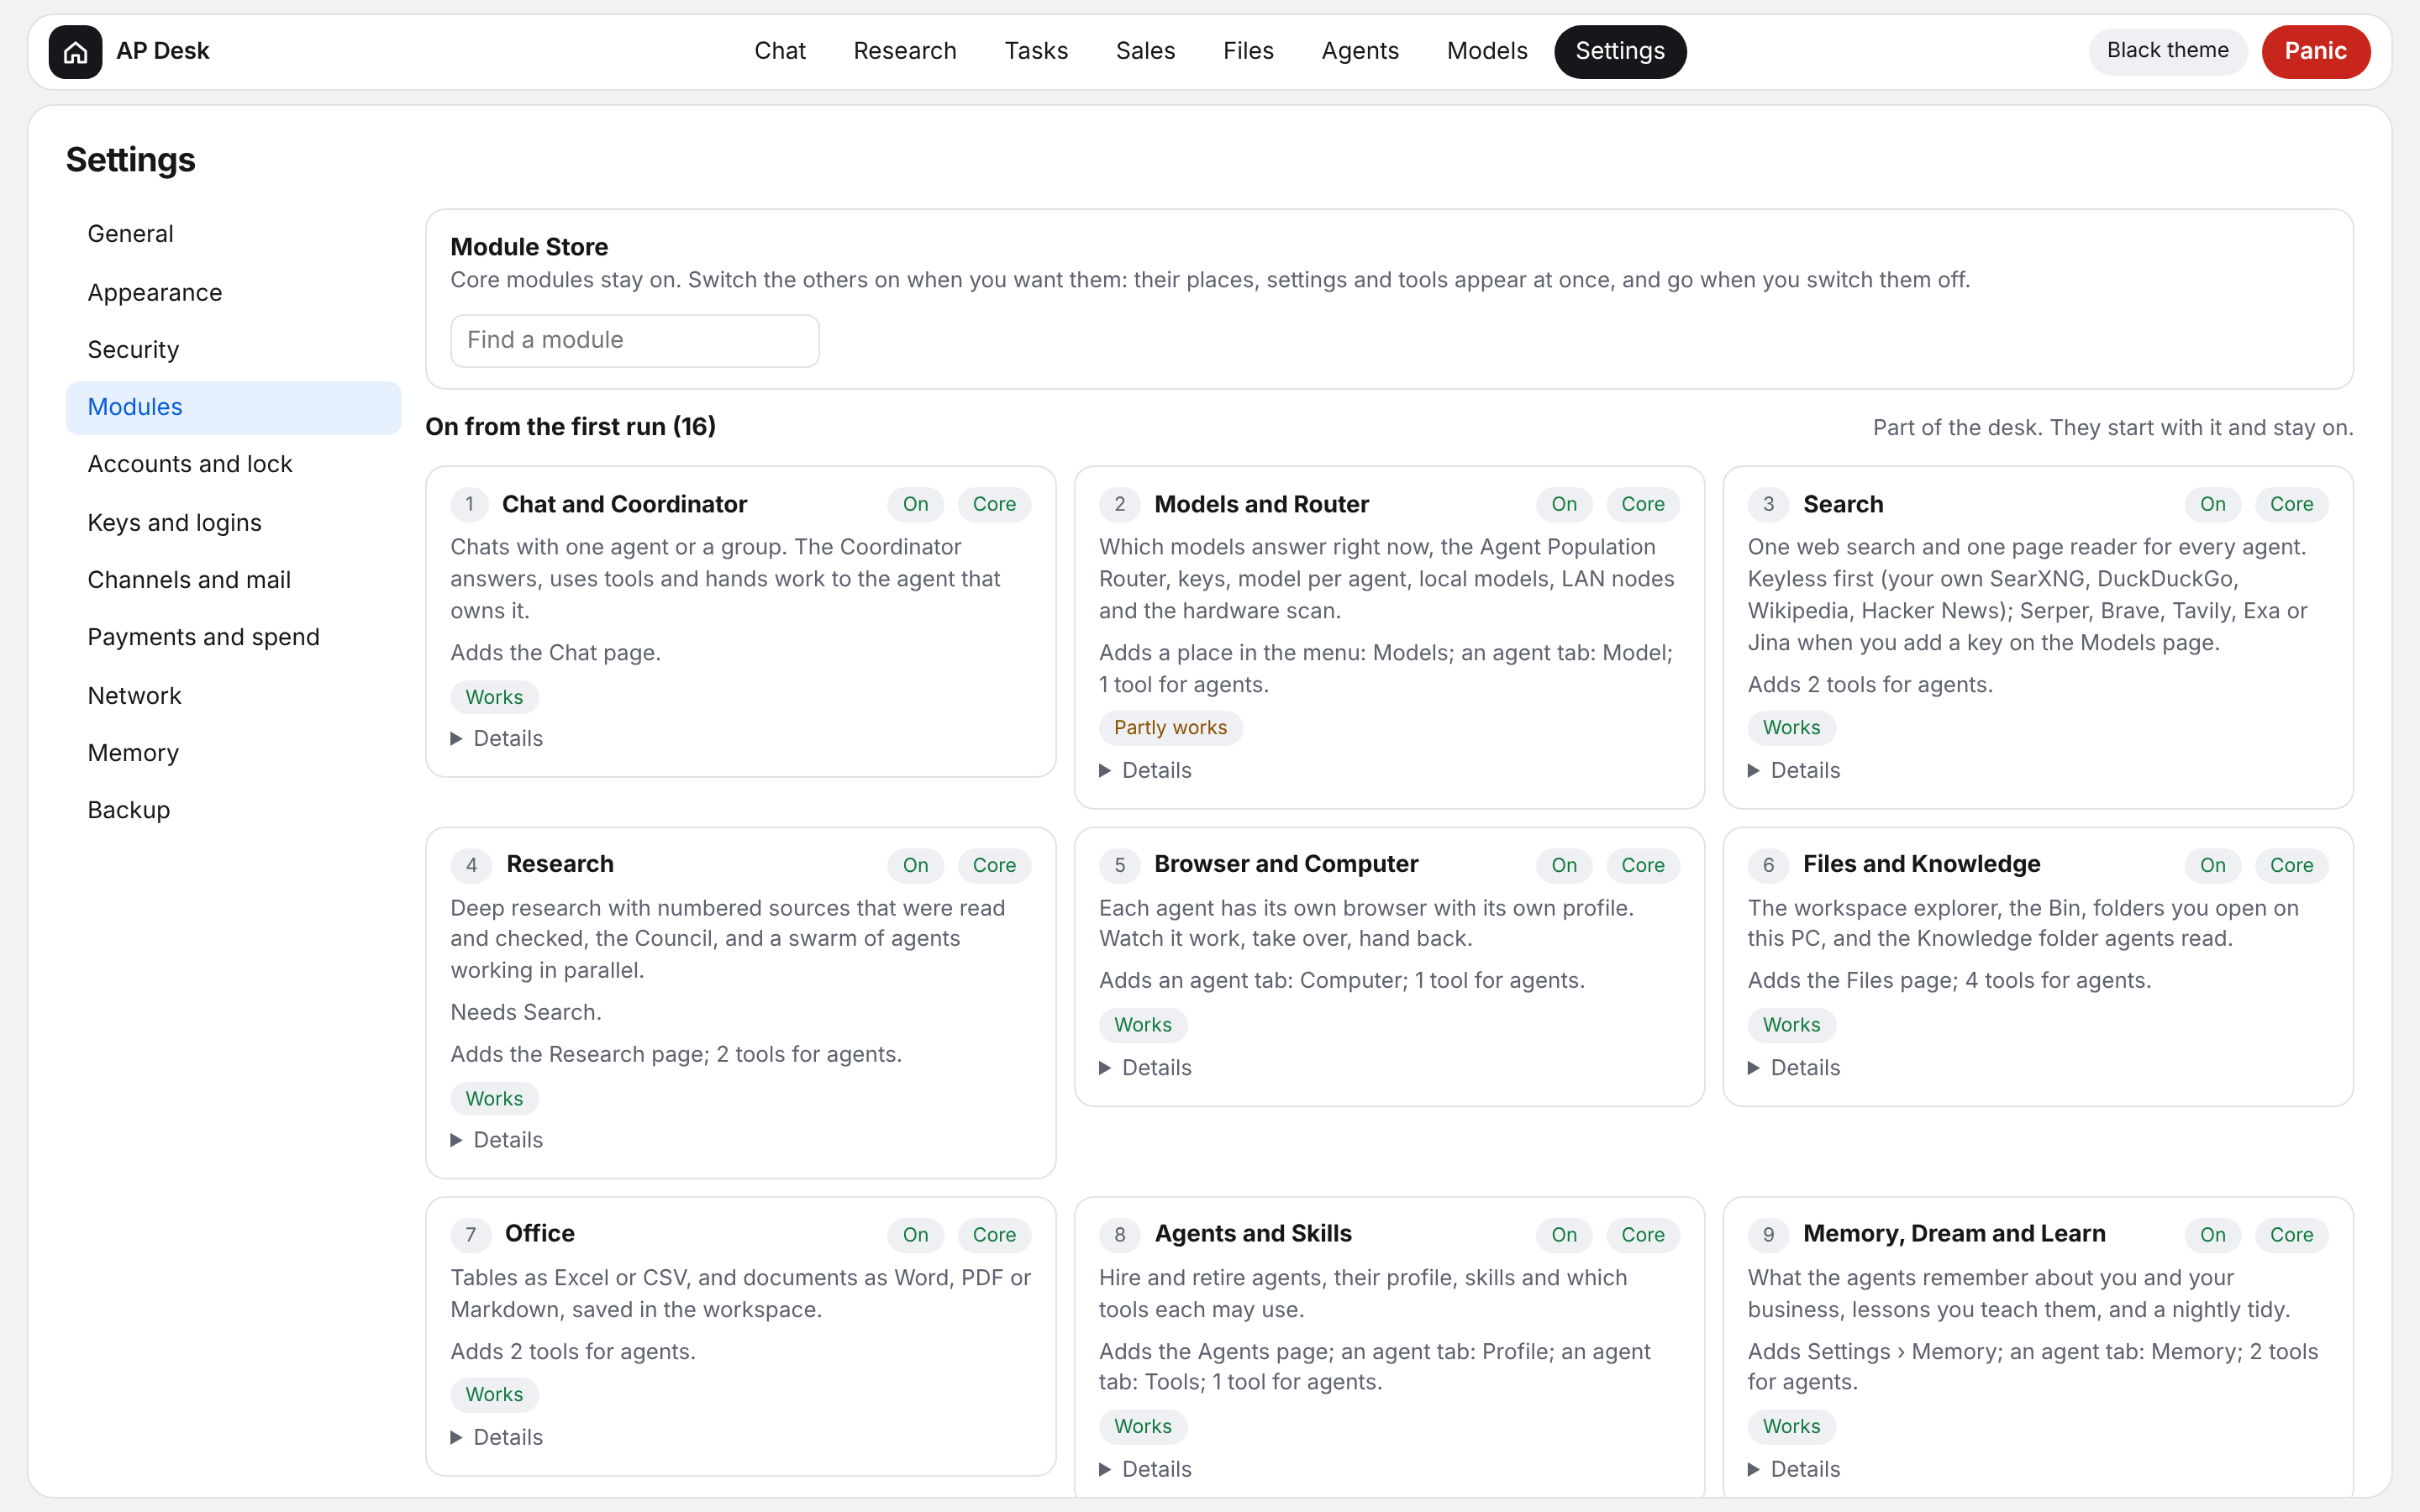 AP Desk
Chat
Research
Tasks
Sales
Files
Agents
Models
Settings
Black theme
Panic
Settings
General
Appearance
Security
Modules
Accounts and lock
Keys and logins
Channels and mail
Payments and spend
Network
Memory
Backup
Module Store
Core modules stay on. Switch the others on when you want them: their places, settings and tools appear at once, and go when you switch them off.
Find a module
On from the first run (16)
Part of the desk. They start with it and stay on.
1 Chat and Coordinator On Core
Chats with one agent or a group. The Coordinator
answers, uses tools and hands work to the agent that
owns it.
Adds the Chat page.
Works
Details
2 Models and Router On Core
Which models answer right now, the Agent Population
Router, keys, model per agent, local models, LAN nodes
and the hardware scan.
Adds a place in the menu: Models; an agent tab: Model;
1 tool for agents.
Partly works
Details
3 Search On Core
One web search and one page reader for every agent.
Keyless first (your own SearXNG, DuckDuckGo,
Wikipedia, Hacker News); Serper, Brave, Tavily, Exa or
Jina when you add a key on the Models page.
Adds 2 tools for agents.
Works
Details
4 Research On Core
Deep research with numbered sources that were read
and checked, the Council, and a swarm of agents
working in parallel.
Needs Search.
Adds the Research page; 2 tools for agents.
Works
Details
5 Browser and Computer On Core
Each agent has its own browser with its own profile.
Watch it work, take over, hand back.
Adds an agent tab: Computer; 1 tool for agents.
Works
Details
6 Files and Knowledge On Core
The workspace explorer, the Bin, folders you open on
this PC, and the Knowledge folder agents read.
Adds the Files page; 4 tools for agents.
Works
Details
7 Office On Core
Tables as Excel or CSV, and documents as Word, PDF or
Markdown, saved in the workspace.
Adds 2 tools for agents.
Works
Details
8 Agents and Skills On Core
Hire and retire agents, their profile, skills and which
tools each may use.
Adds the Agents page; an agent tab: Profile; an agent
tab: Tools; 1 tool for agents.
Works
Details
9 Memory, Dream and Learn On Core
What the agents remember about you and your
business, lessons you teach them, and a nightly tidy.
Adds Settings › Memory; an agent tab: Memory; 2 tools
for agents.
Works
Details